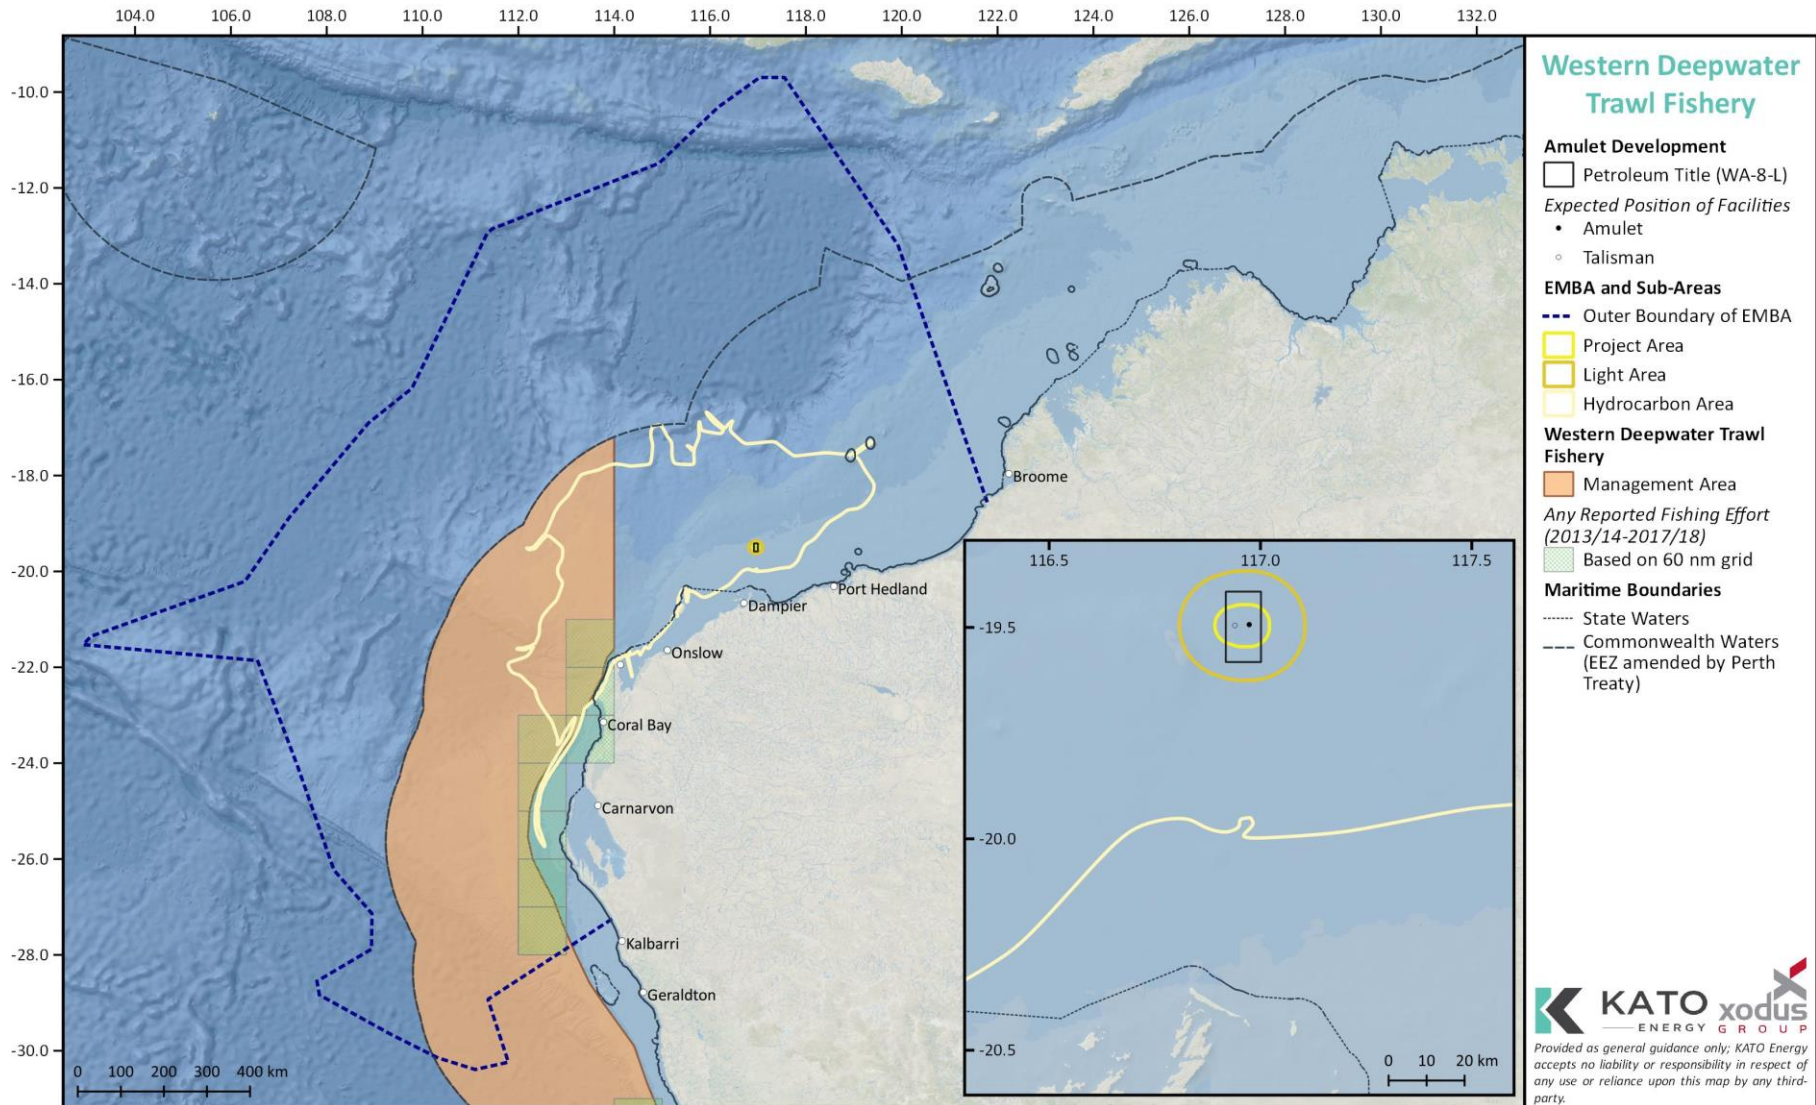 104.0 106.0 108.0 110.0 112.0 114.0 116.0 118.0 120.0 122.0 124.0 126.0 128.0 130.0 132.0
-10.0
-12.0
-14.0
-16.0
-18.0
-20.0
-22.0
-24.0
-26.0
-28.0
-30.0
Broome
Port Hedland
Dampier
Onslow
Coral Bay
Carnarvon
Kalbarri
Geraldton
0 100 200 300 400 km
116.5 117.0 117.5
-19.5
-20.0
-20.5
0 10 20 km
Western Deepwater
Trawl Fishery
Amulet Development
Petroleum Title (WA-8-L)
Expected Position of Facilities
Amulet
Talisman
EMBA and Sub-Areas
Outer Boundary of EMBA
Project Area
Light Area
Hydrocarbon Area
Western Deepwater Trawl
Fishery
Management Area
Any Reported Fishing Effort
(2013/14-2017/18)
Based on 60 nm grid
Maritime Boundaries
State Waters
Commonwealth Waters
(EEZ amended by Perth
Treaty)
KATO
ENERGY
xodus
GROUP
Provided as general guidance only; KATO Energy
accepts no liability or responsibility in respect of
any use or reliance upon this map by any third-
party.